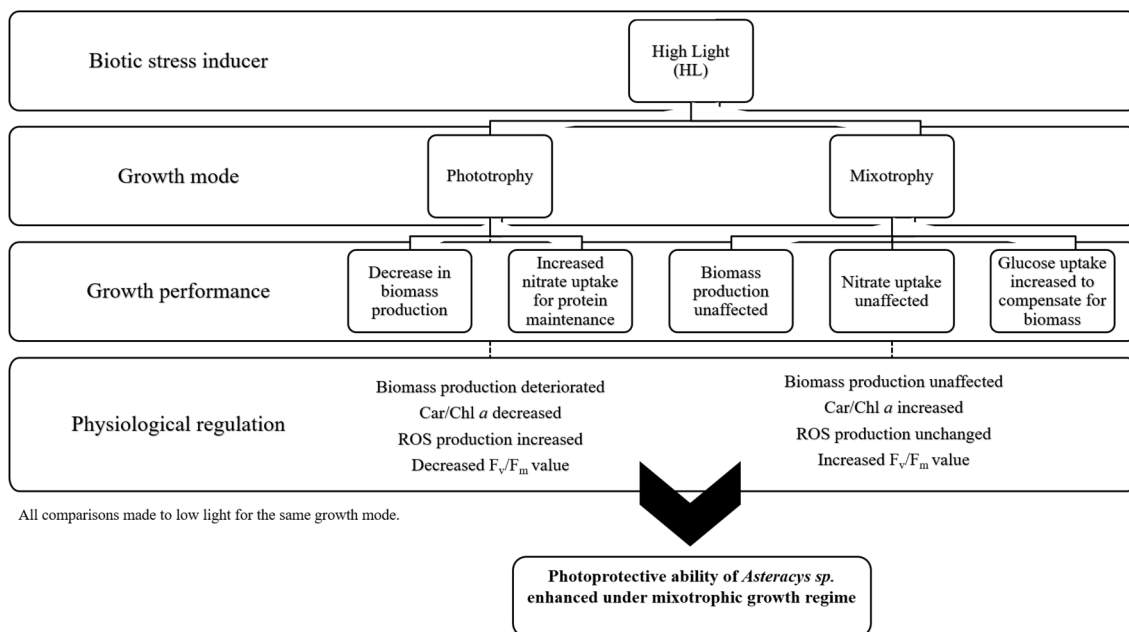 Biotic stress inducer
High Light
(HL)
Growth mode
Phototrophy
Mixotrophy
Growth performance
Decrease in
biomass
production
Increased
nitrate uptake
for protein
maintenance
Biomass
production
unaffected
Nitrate uptake
unaffected
Glucose uptake
increased to
compensate for
biomass
Physiological regulation
Biomass production deteriorated
Car/Chl a decreased
ROS production increased
Decreased Fv/Fm value
Biomass production unaffected
Car/Chl a increased
ROS production unchanged
Increased Fv/Fm value
All comparisons made to low light for the same growth mode.
Photoprotective ability of Asteracys sp.
enhanced under mixotrophic growth regime